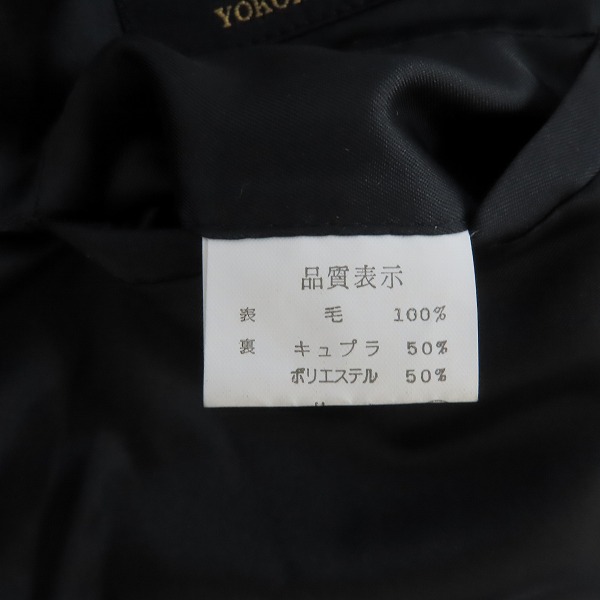 品質表示
表 毛 100%
裏 キュプラ 50%
ポリエステル 50%